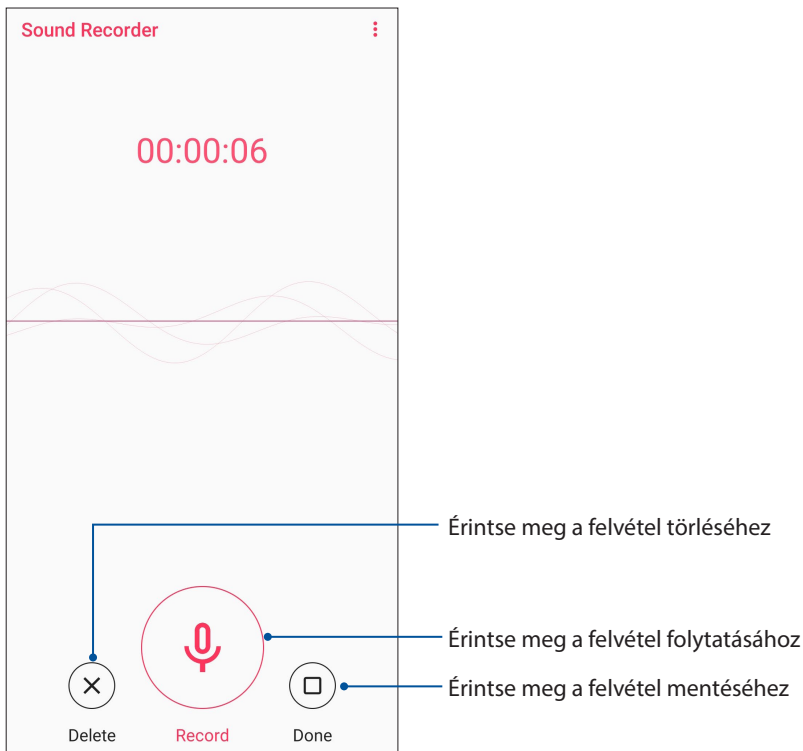 Sound Recorder
00:00:06
Érintse meg a felvétel törléséhez
Érintse meg a felvétel folytatásához
Érintse meg a felvétel mentéséhez
Delete
Record
Done